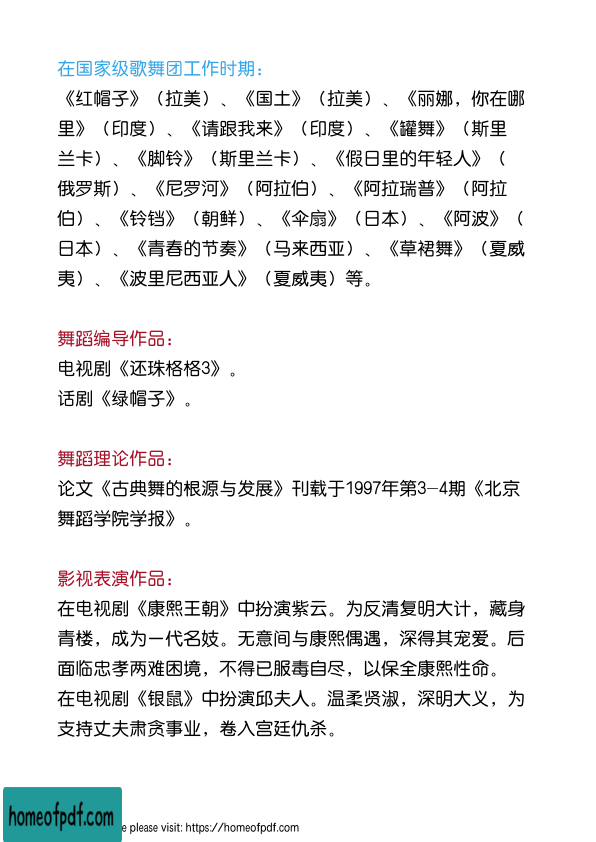 在国家级歌舞团工作时期：
《红帽子》（拉美）、《国土》（拉美）、《丽娜，你在哪
里》（印度）、《请跟我来》（印度）、《罐舞》（斯里
兰卡）、《脚铃》（斯里兰卡）、《假日里的年轻人》（
俄罗斯）、《尼罗河》（阿拉伯）、《阿拉瑞普》（阿拉
伯）、《铃铛》（朝鲜）、《伞扇》（日本）、《阿波》（
日本）、《青春的节奏》（马来西亚）、《草裙舞》（夏威
夷）、《波里尼西亚人》（夏威夷）等。
舞蹈编导作品：
电视剧《还珠格格3》。
话剧《绿帽子》。
舞蹈理论作品：
论文《古典舞的根源与发展》刊载于1997年第3-4期《北京
舞蹈学院学报》。
影视表演作品：
在电视剧《康熙王朝》中扮演紫云。为反清复明大计，藏身
青楼，成为一代名妓。无意间与康熙偶遇，深得其宠爱。后
面临忠孝两难困境，不得已服毒自尽，以保全康熙性命。
在电视剧《银鼠》中扮演邱夫人。温柔贤淑，深明大义，为
支持丈夫肃贪事业，卷入宫廷仇杀。
homeofpdf.com
please visit: https://homeofpdf.com